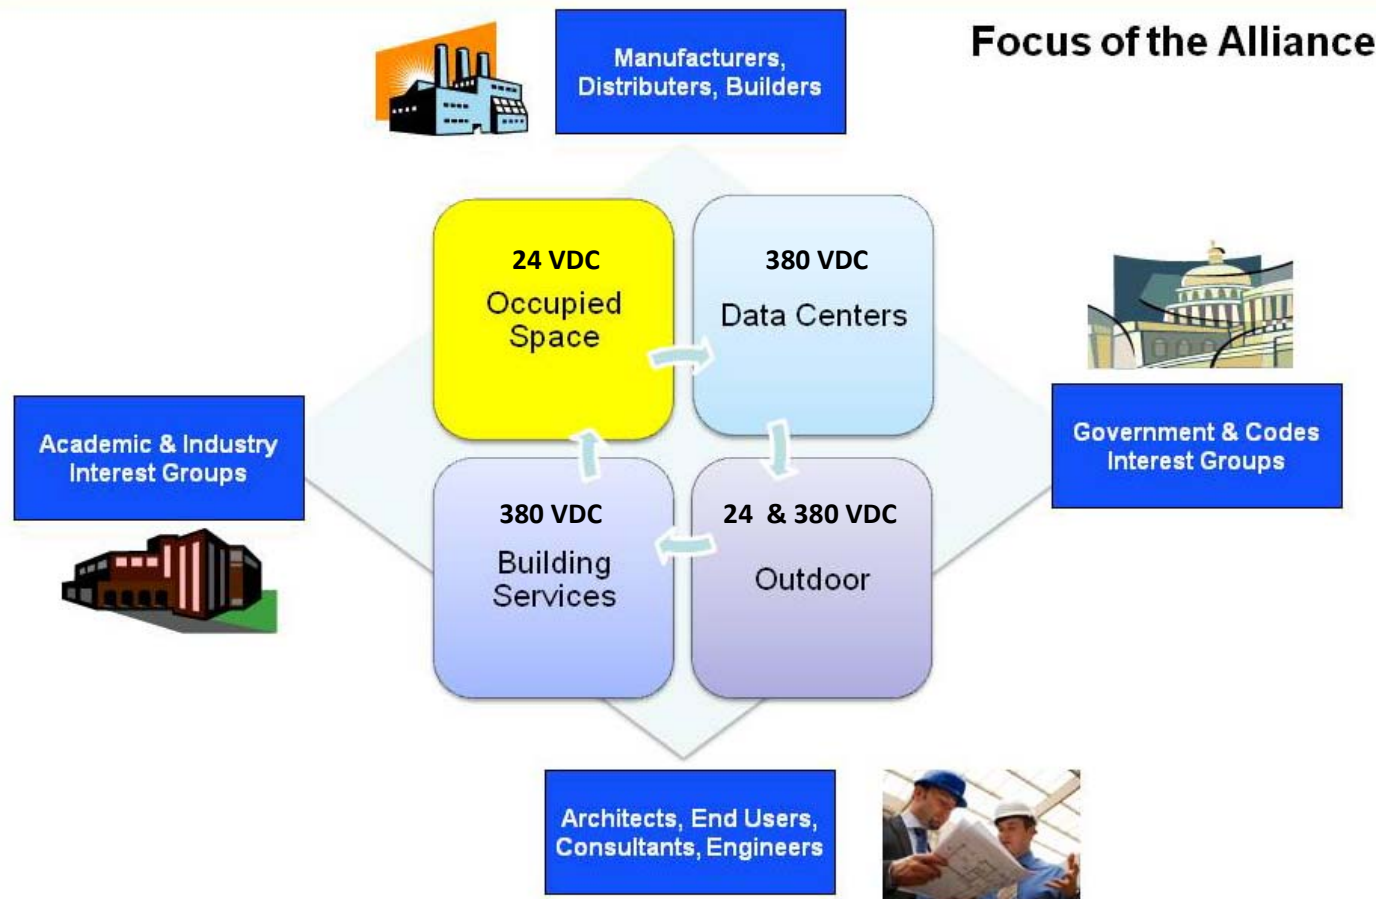 Focus of the Alliance
Manufacturers,
Distributers, Builders
24 VDC
Occupied
Space
380 VDC
Data Centers
Academic & Industry
Interest Groups
Government & Codes
Interest Groups
380 VDC
Building
Services
24 & 380 VDC
Outdoor
Architects, End Users,
Consultants, Engineers